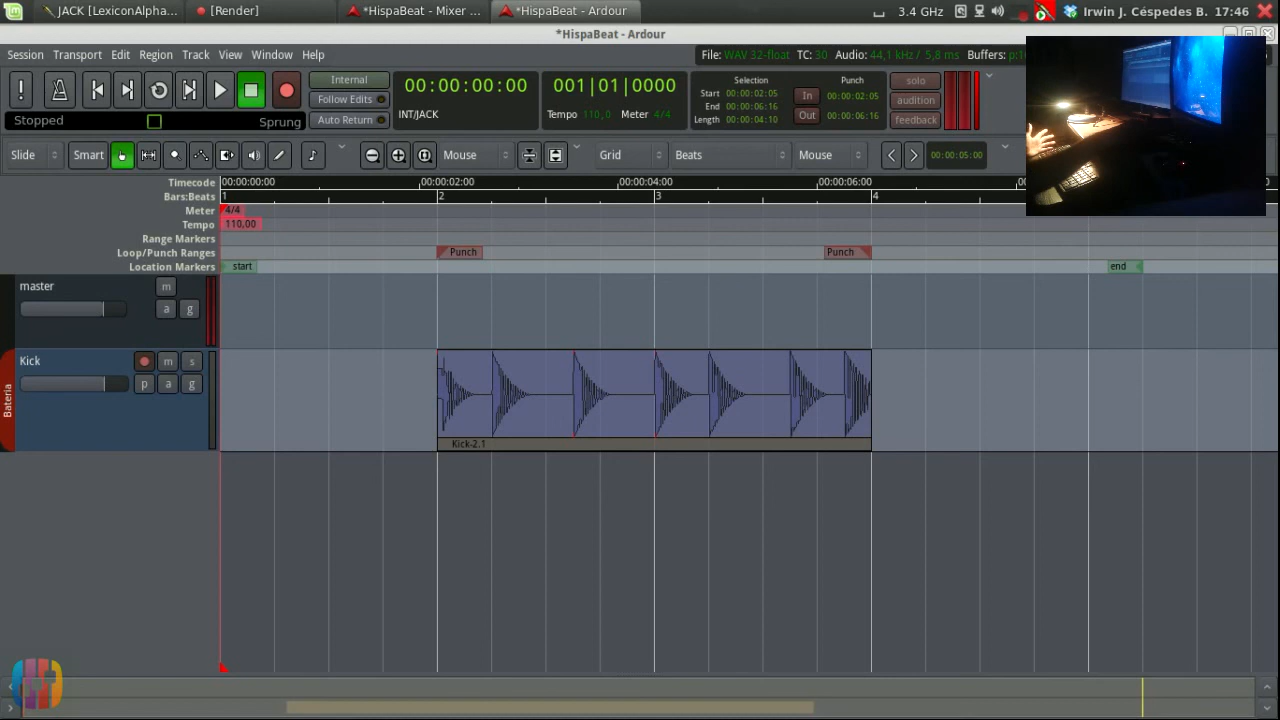 JACK [LexiconAlpha...
[Render]
*HispaBeat - Mixer ...
*HispaBeat - Ardour
3.4 GHz
Irwin J. Céspedes B. 17:46
*HispaBeat - Ardour
Session Transport Edit Region Track View Window Help
File: WAV 32-float TC: 30 Audio: 44,1 kHz / 5,8 ms Buffers:
Internal
Follow Edits
Auto Return
Stopped
Sprung
00:00:00:00
INT/JACK
001|01|0000
Tempo 110,0 Meter 4/4
Selection
Start 00:00:02:05
End 00:00:06:16
Length 00:00:04:10
Punch
In 00:00:02:05
Out 00:00:06:16
solo
audition
feedback
Slide
Smart
Mouse
Grid
Beats
Mouse
00:00:05:00
Timecode 00:00:00:00 00:00:02:00 00:00:04:00 00:00:06:00
Bars:Beats 1 2 3 4
Meter 4/4
Tempo 110,00
Range Markers
Loop/Punch Ranges Punch Punch
Location Markers start end
master m
a g
Kick m s
p a g
Bateria
Kick-2.1